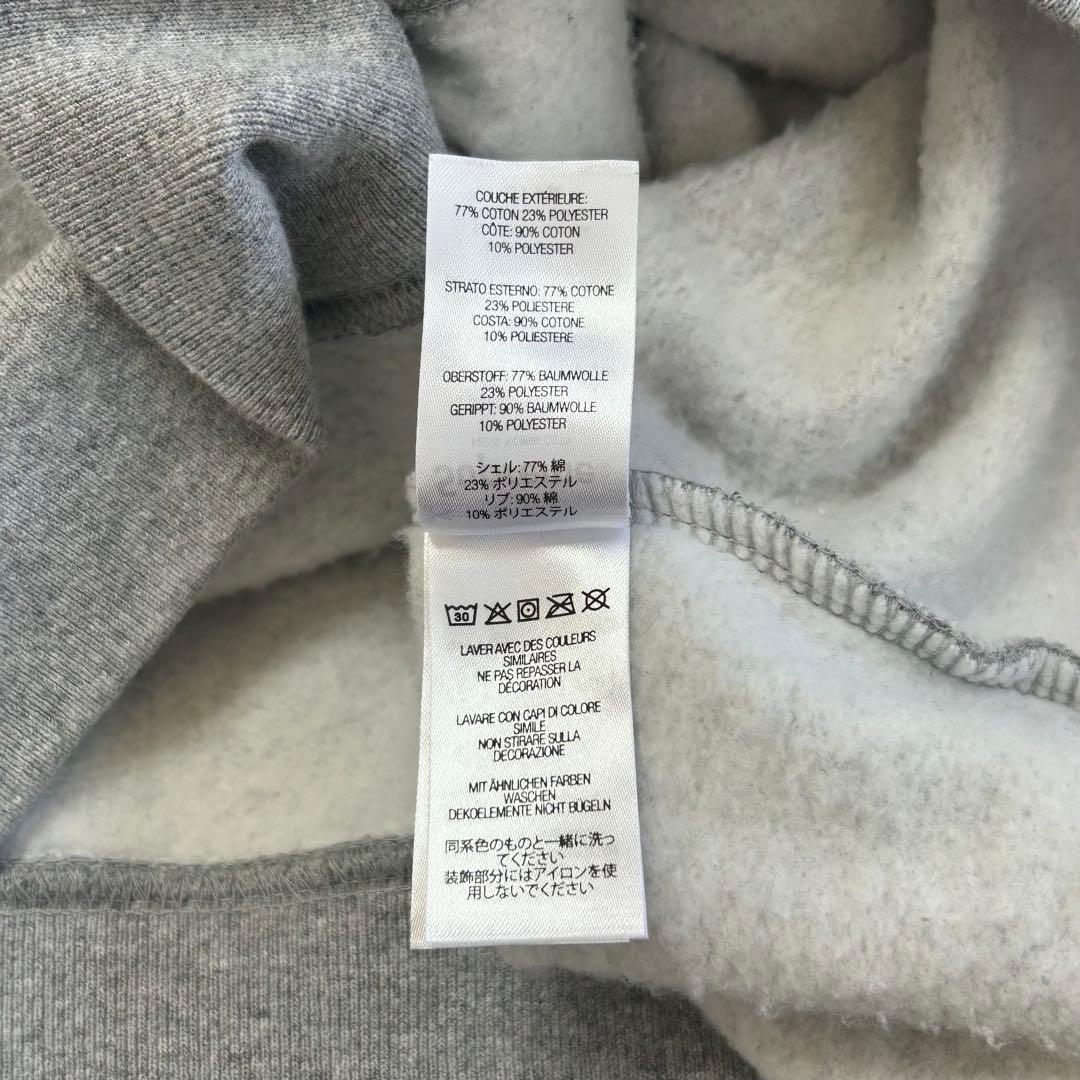 COUCHE EXTÉRIEURE:
77% COTON 23% POLYESTER
CÔTE: 90% COTON
10% POLYESTER
STRATO ESTERNO: 77% COTONE
23% POLIESTERE
COSTA: 90% COTONE
10% POLIESTERE
OBERSTOFF: 77% BAUMWOLLE
23% POLYESTER
GERIPPT: 90% BAUMWOLLE
10% POLYESTER
シェル: 77% 綿
23% ポリエステル
リブ: 90% 綿
10% ポリエステル
30
LAVER AVEC DES COULEURS
SIMILAIRES
NE PAS REPASSER LA
DÉCORATION
LAVARE CON CAPI DI COLORE
SIMILE
NON STIRARE SULLA
DECORAZIONE
MIT ÄHNLICHEN FARBEN
WASCHEN
DEKOELEMENTE NICHT BÜGELN
同系色のものと一緒に洗っ
てください
装飾部分にはアイロンを使
用しないでください